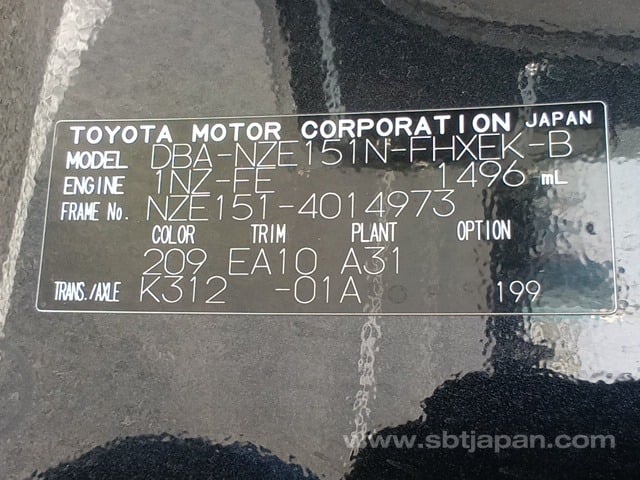 TOYOTA MOTOR CORPORATION JAPAN
MODEL DBA-NZE151N-FHXEK-B
ENGINE 1NZ-FE 1496 mL
FRAME No. NZE151-4014973
COLOR TRIM PLANT OPTION
209 EA10 A31
TRANS./AXLE K312 -01A 199
www.sbtjapan.com